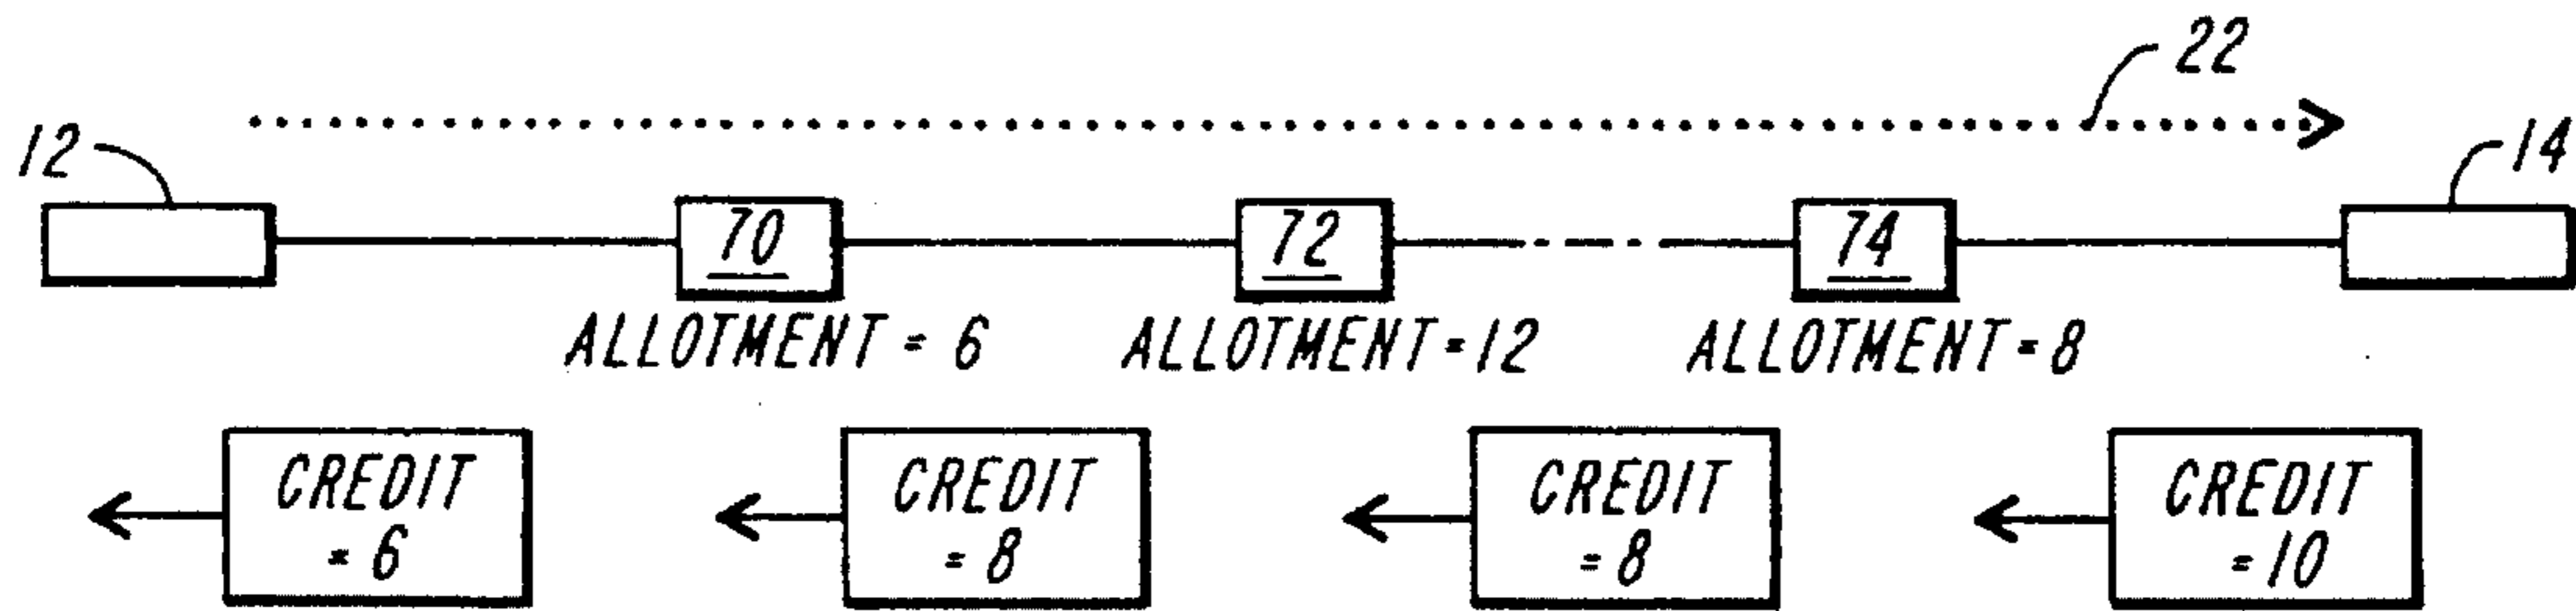 22
12
14
70
72
74
ALLOTMENT = 6
ALLOTMENT = 12
ALLOTMENT = 8
CREDIT
= 6
CREDIT
= 8
CREDIT
= 8
CREDIT
= 10